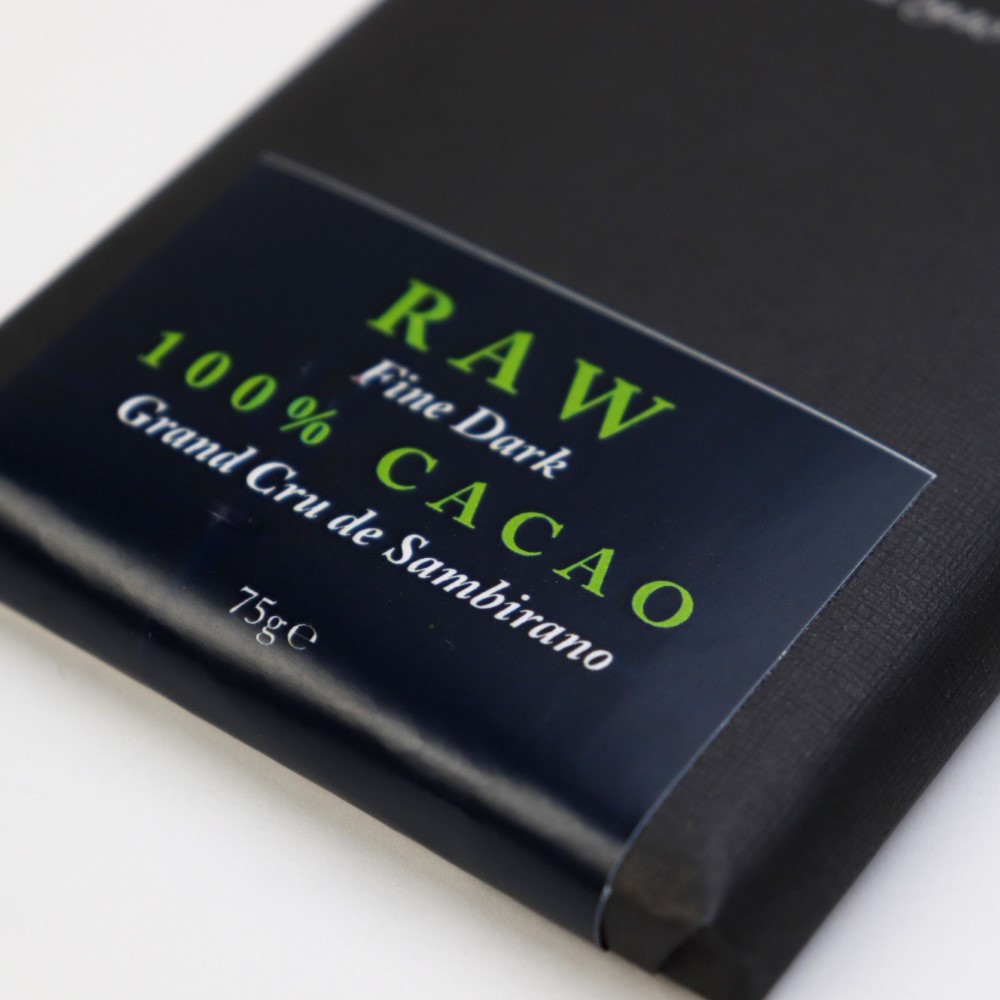 RAW
Fine Dark
100% CACAO
Grand Cru de Sambirano
75g℮